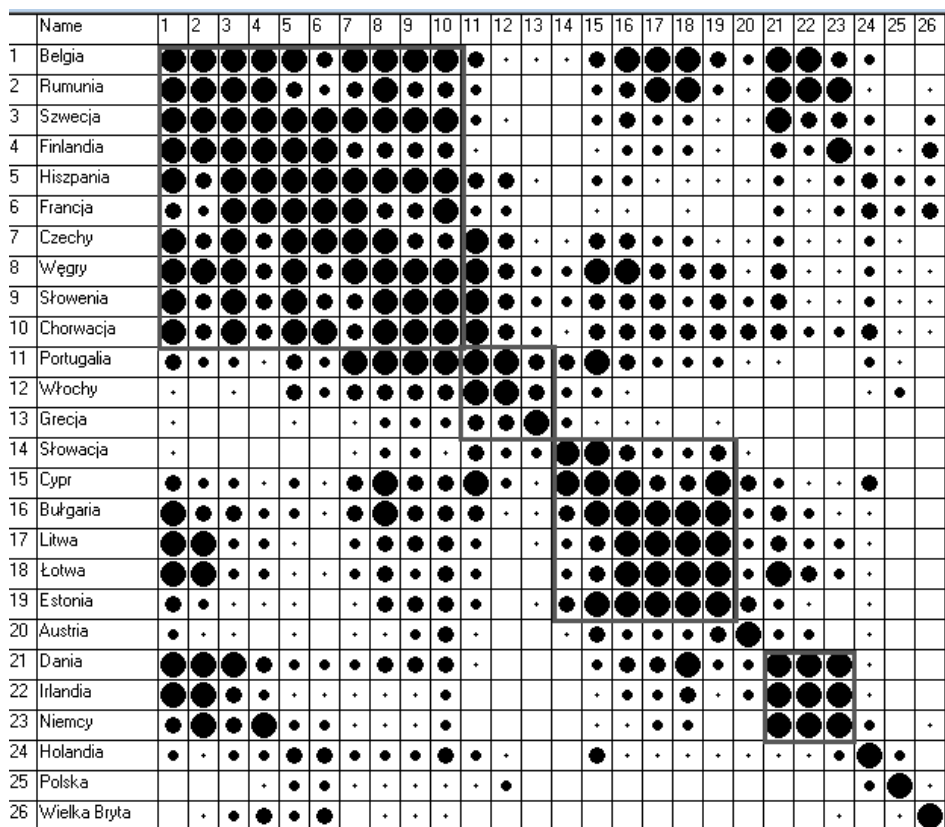 Name 1 2 3 4 5 6 7 8 9 10 11 12 13 14 15 16 17 18 19 20 21 22 23 24 25 26
1 Belgia
2 Rumunia
3 Szwecja
4 Finlandia
5 Hiszpania
6 Francja
7 Czechy
8 Węgry
9 Słowenia
10 Chorwacja
11 Portugalia
12 Włochy
13 Grecja
14 Słowacja
15 Cypr
16 Bułgaria
17 Litwa
18 Łotwa
19 Estonia
20 Austria
21 Dania
22 Irlandia
23 Niemcy
24 Holandia
25 Polska
26 Wielka Bryta